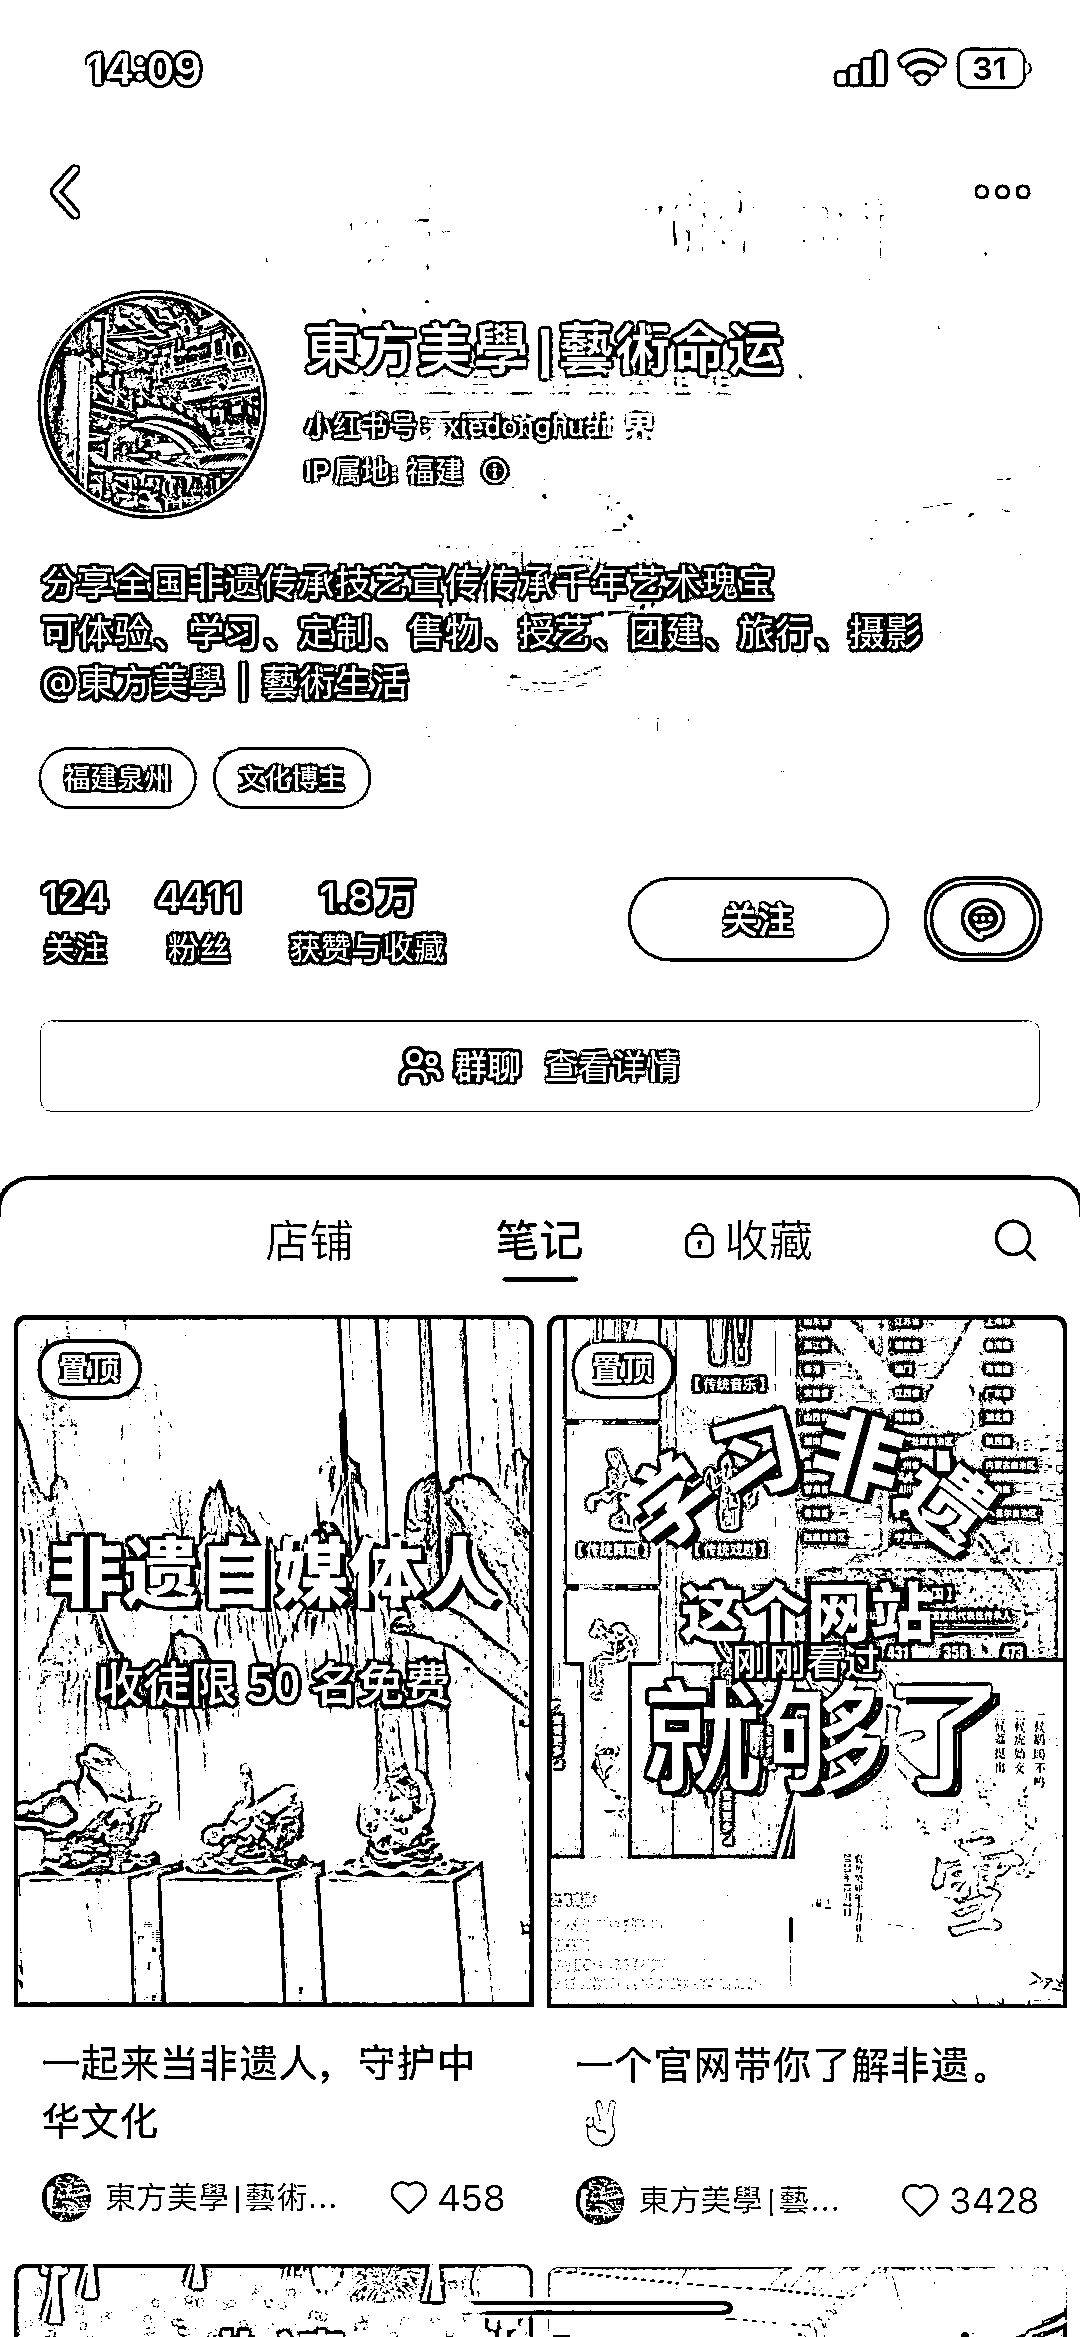 14:09
31
東方美學|藝術命运
小红书号: xiedonghuai
IP属地: 福建
分享全国非遗传承技艺宣传传承千年艺术瑰宝
可体验、学习、定制、售物、授艺、团建、旅行、摄影
@東方美學｜藝術生活
福建泉州 文化博主
124 4411 1.8万
关注 粉丝 获赞与收藏
关注
群聊 查看详情
店铺 笔记 收藏
置顶
非遗自媒体人
收徒限50名免费
置顶
【传统音乐】
学习非遗
【传统戏剧】
这个网站
刚刚看过
就够了
雪
一起来当非遗人，守护中
华文化
東方美學|藝術... 458
一个官网带你了解非遗。
✌
東方美學|藝... 3428